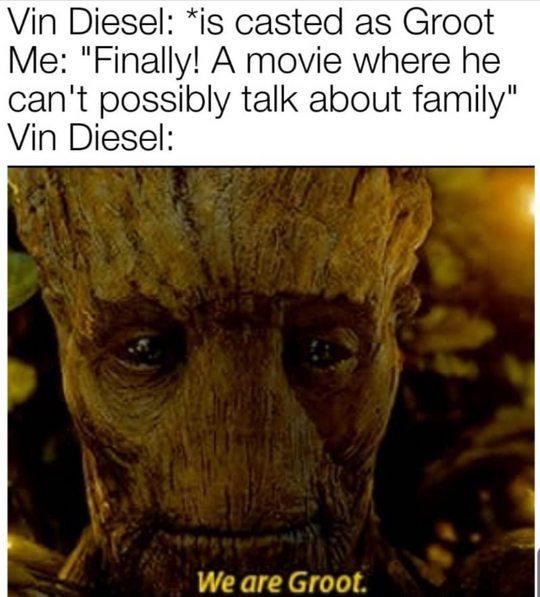 Vin Diesel: *is casted as Groot
Me: "Finally! A movie where he
can't possibly talk about family"
Vin Diesel:
We are Groot.